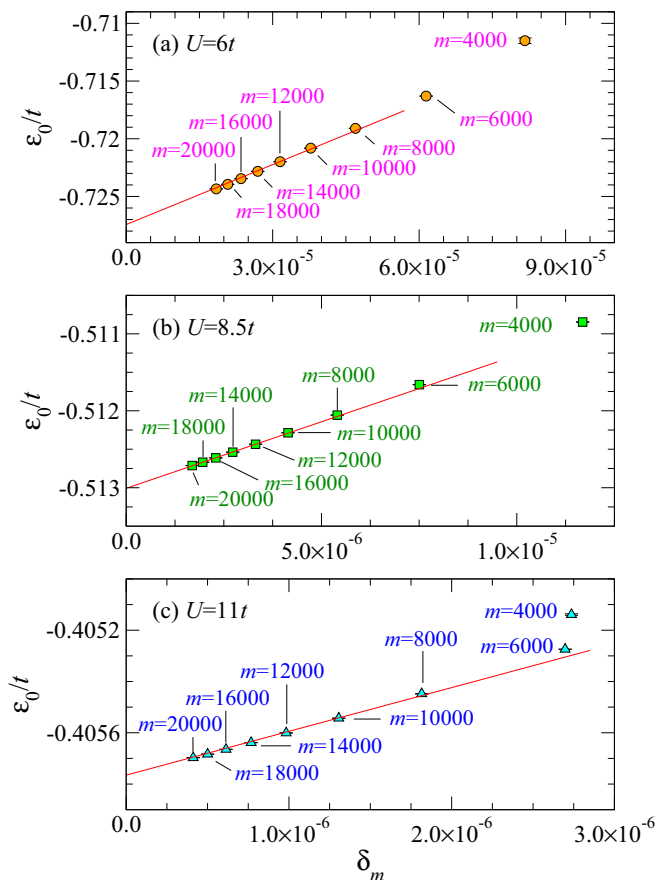 -0.71
(a) U=6t
m=4000
-0.715
m=12000
m=6000
ε₀/t
m=16000
-0.72
m=20000
m=8000
m=10000
m=14000
-0.725
m=18000
0.0
3.0×10⁻⁵
6.0×10⁻⁵
9.0×10⁻⁵
(b) U=8.5t
-0.511
m=4000
m=8000
m=6000
m=14000
ε₀/t
-0.512
m=18000
m=10000
m=12000
m=16000
-0.513
m=20000
0.0
5.0×10⁻⁶
1.0×10⁻⁵
(c) U=11t
m=4000
-0.4052
m=8000
m=6000
ε₀/t
m=12000
m=16000
m=10000
m=20000
-0.4056
m=14000
m=18000
0.0
1.0×10⁻⁶
2.0×10⁻⁶
3.0×10⁻⁶
δₘ